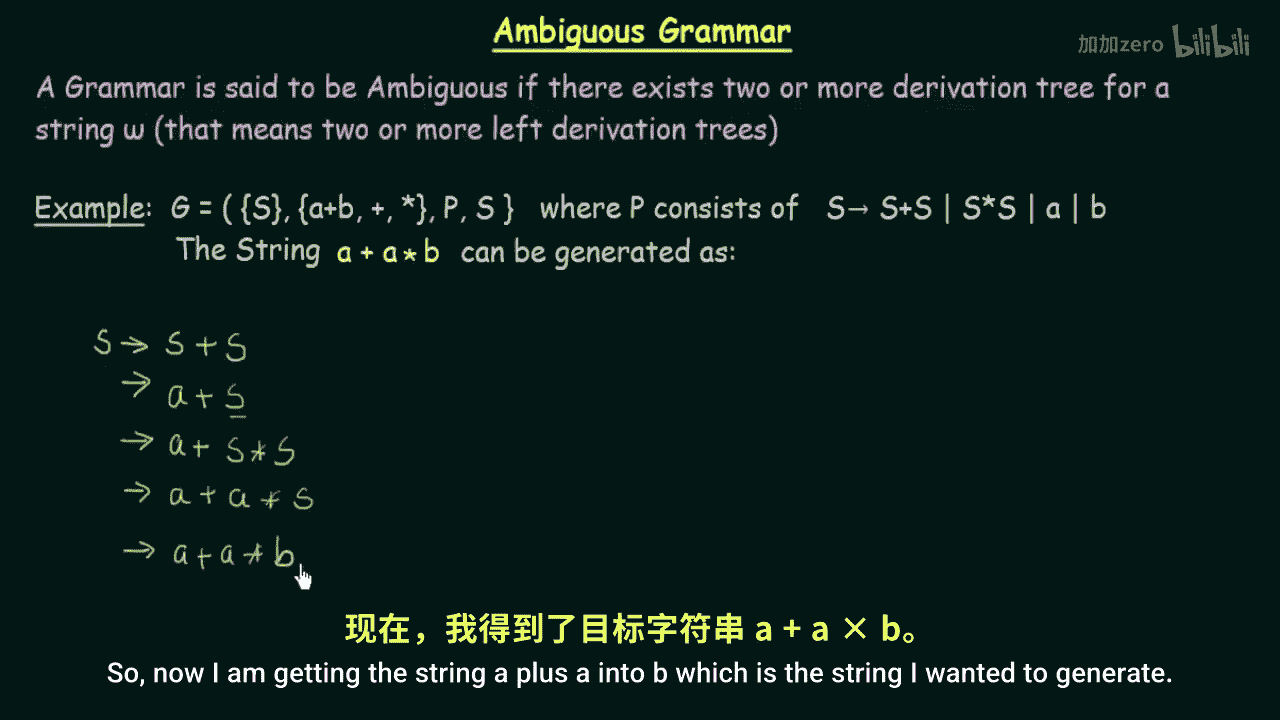 Ambiguous Grammar
加加zero bilibili
A Grammar is said to be Ambiguous if there exists two or more derivation tree for a
string ω (that means two or more left derivation trees)
Example: G = ( {S}, {a+b, +, *}, P, S } where P consists of S→ S+S | S*S | a | b
The String a + a * b can be generated as:
S → S + S
→ a + S
→ a + S * S
→ a + a * S
→ a + a * b
现在，我得到了目标字符串 a + a × b。
So, now I am getting the string a plus a into b which is the string I wanted to generate.